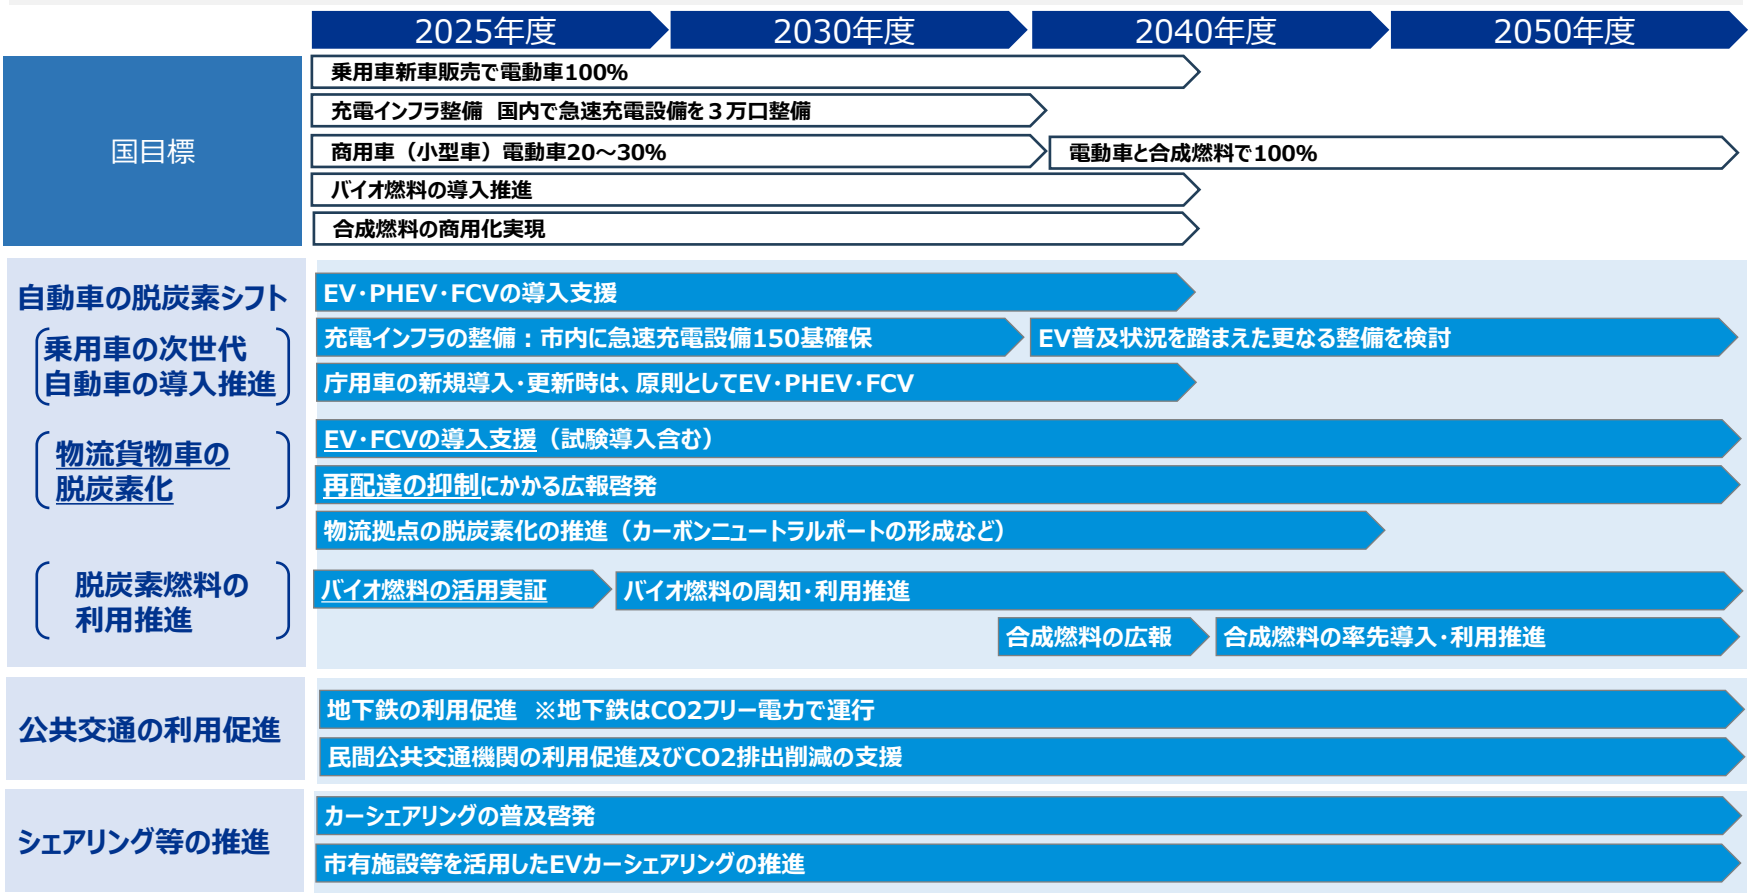 2025年度
2030年度
2040年度
2050年度
国目標
乗用車新車販売で電動車100%
充電インフラ整備 国内で急速充電設備を3万口整備
商用車（小型車）電動車20～30%
電動車と合成燃料で100%
バイオ燃料の導入推進
合成燃料の商用化実現
自動車の脱炭素シフト
乗用車の次世代
自動車の導入推進
EV・PHEV・FCVの導入支援
充電インフラの整備：市内に急速充電設備150基確保
EV普及状況を踏まえた更なる整備を検討
庁用車の新規導入・更新時は、原則としてEV・PHEV・FCV
物流貨物車の
脱炭素化
EV・FCVの導入支援（試験導入含む）
再配達の抑制にかかる広報啓発
物流拠点の脱炭素化の推進（カーボンニュートラルポートの形成など）
脱炭素燃料の
利用推進
バイオ燃料の活用実証
バイオ燃料の周知・利用推進
合成燃料の広報
合成燃料の率先導入・利用推進
公共交通の利用促進
地下鉄の利用促進 ※地下鉄はCO2フリー電力で運行
民間公共交通機関の利用促進及びCO2排出削減の支援
シェアリング等の推進
カーシェアリングの普及啓発
市有施設等を活用したEVカーシェアリングの推進